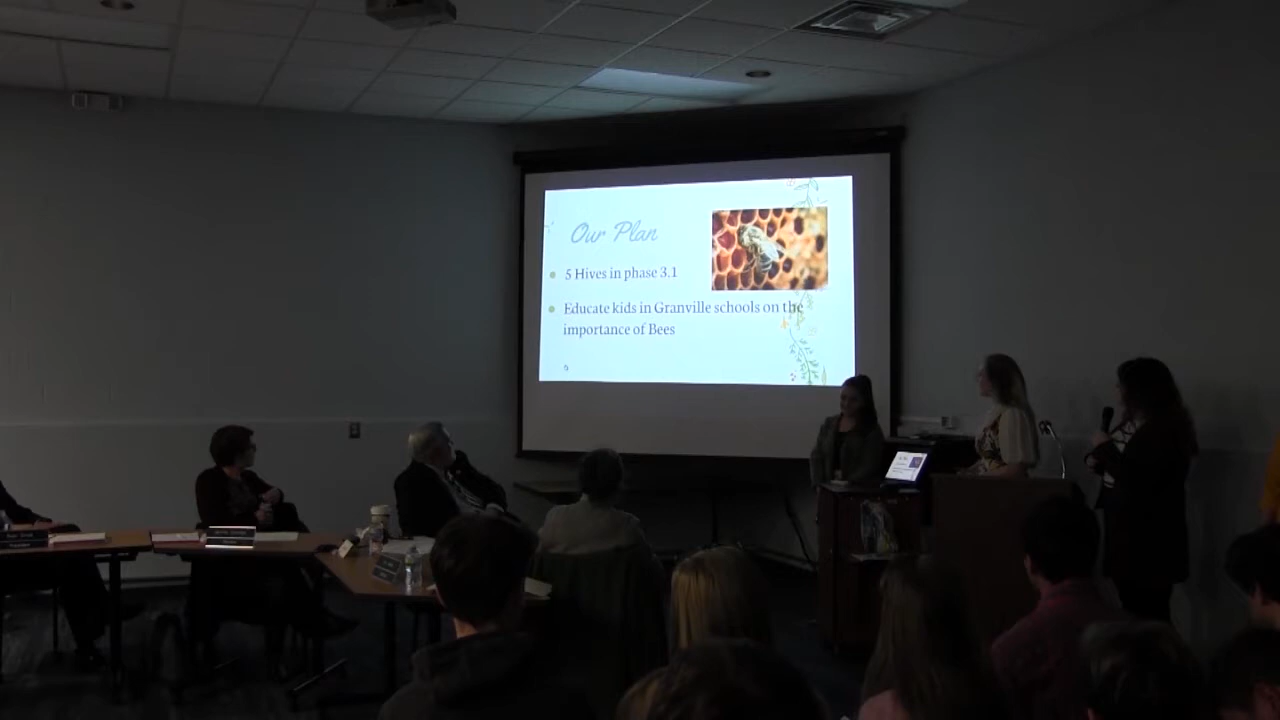 Our Plan
5 Hives in phase 3.1
Educate kids in Granville schools on the
importance of Bees